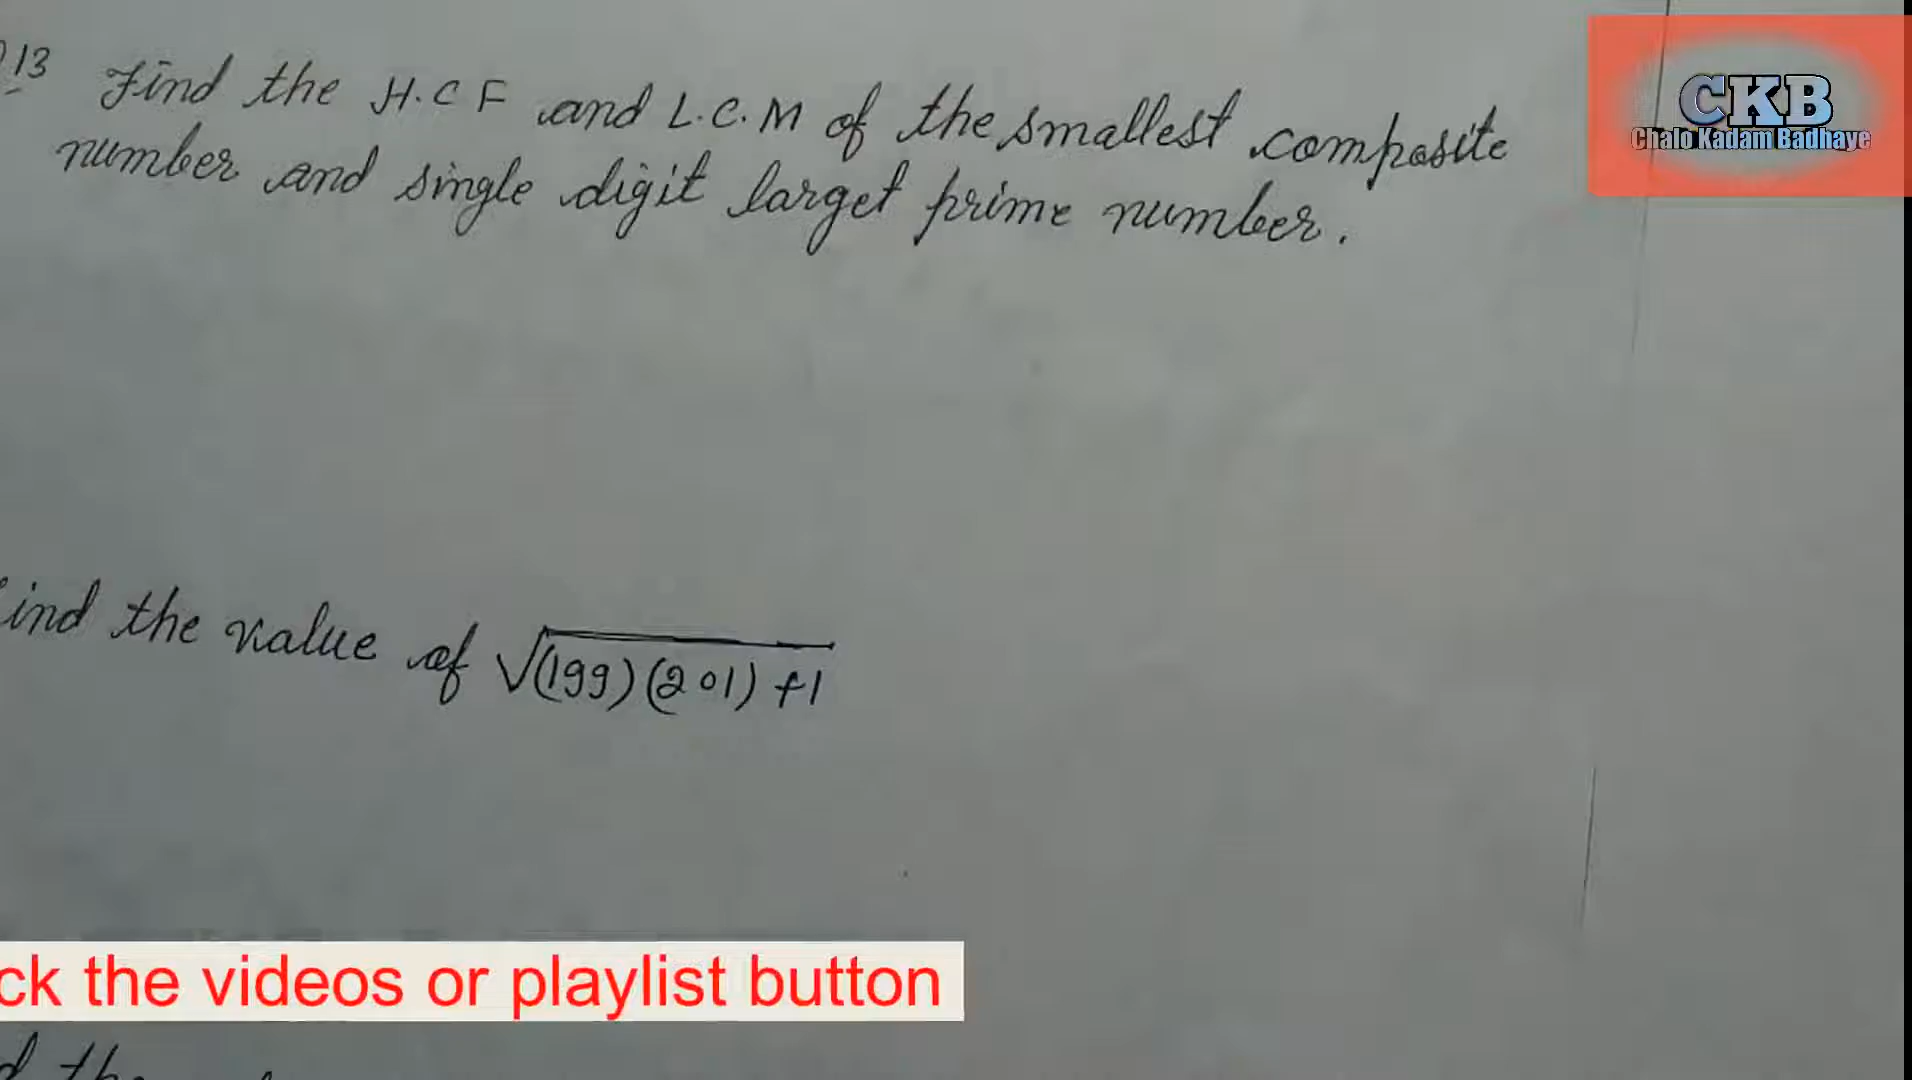 13 Find the H.C F and L.C.M of the smallest composite
CKB
Chalo Kadam Badhaye
number and single digit larget prime number.
ind the value of √(199)(201) +1
ck the videos or playlist button
d the